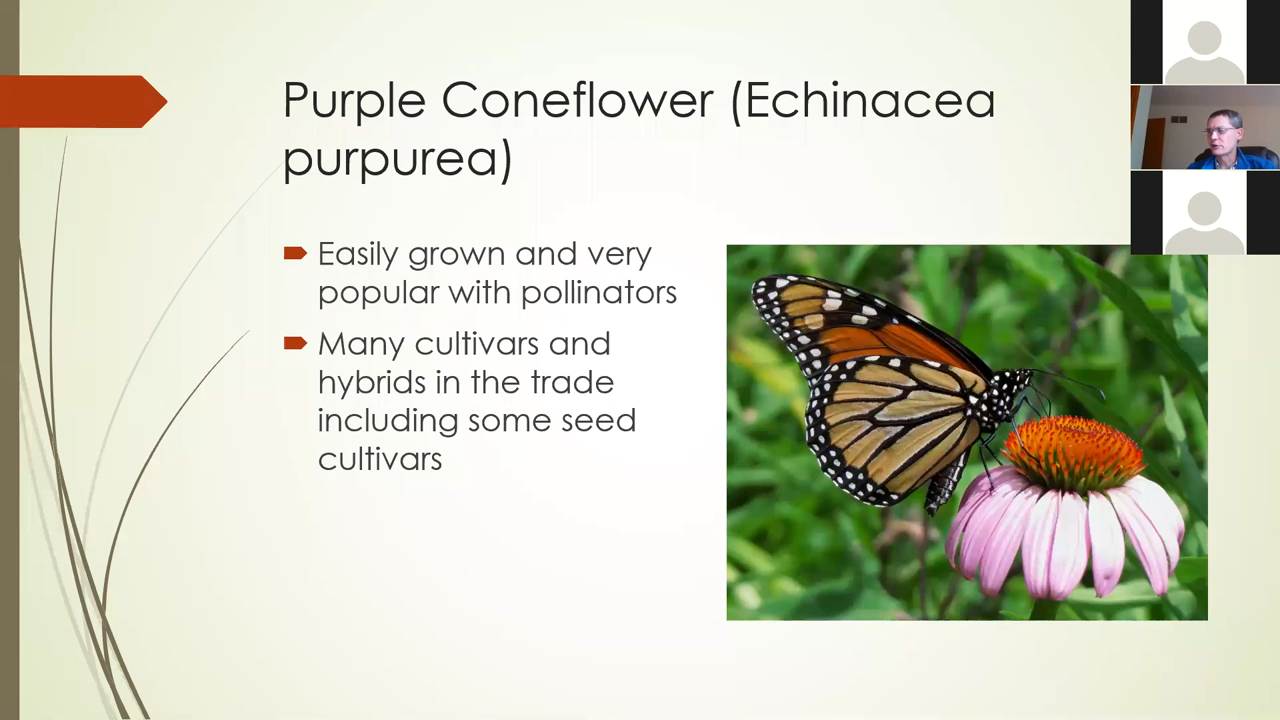 Purple Coneflower (Echinacea
purpurea)
Easily grown and very
popular with pollinators
Many cultivars and
hybrids in the trade
including some seed
cultivars